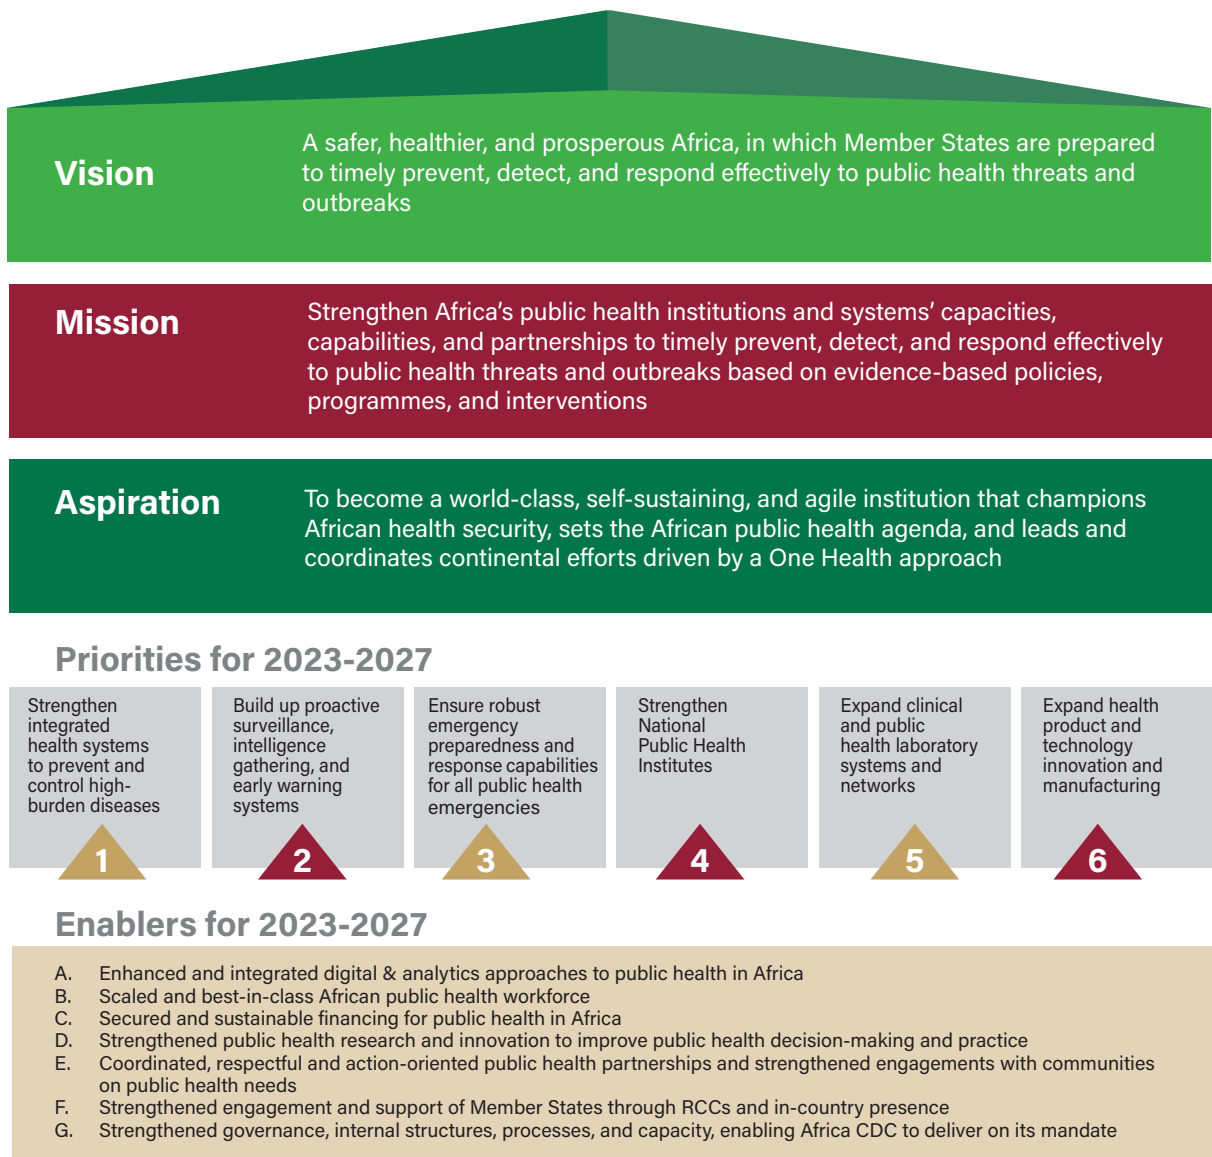 Vision
A safer, healthier, and prosperous Africa, in which Member States are prepared
to timely prevent, detect, and respond effectively to public health threats and
outbreaks
Mission
Strengthen Africa's public health institutions and systems' capacities,
capabilities, and partnerships to timely prevent, detect, and respond effectively
to public health threats and outbreaks based on evidence-based policies,
programmes, and interventions
Aspiration
To become a world-class, self-sustaining, and agile institution that champions
African health security, sets the African public health agenda, and leads and
coordinates continental efforts driven by a One Health approach
Priorities for 2023-2027
Strengthen
integrated
health systems
to prevent and
control high-
burden diseases
1
Build up proactive
surveillance,
intelligence
gathering, and
early warning
systems
2
Ensure robust
emergency
preparedness and
response capabilities
for all public health
emergencies
3
Strengthen
National
Public Health
Institutes
4
Expand clinical
and public
health laboratory
systems and
networks
5
Expand health
product and
technology
innovation and
manufacturing
6
Enablers for 2023-2027
A. Enhanced and integrated digital & analytics approaches to public health in Africa
B. Scaled and best-in-class African public health workforce
C. Secured and sustainable financing for public health in Africa
D. Strengthened public health research and innovation to improve public health decision-making and practice
E. Coordinated, respectful and action-oriented public health partnerships and strengthened engagements with communities
on public health needs
F. Strengthened engagement and support of Member States through RCCs and in-country presence
G. Strengthened governance, internal structures, processes, and capacity, enabling Africa CDC to deliver on its mandate